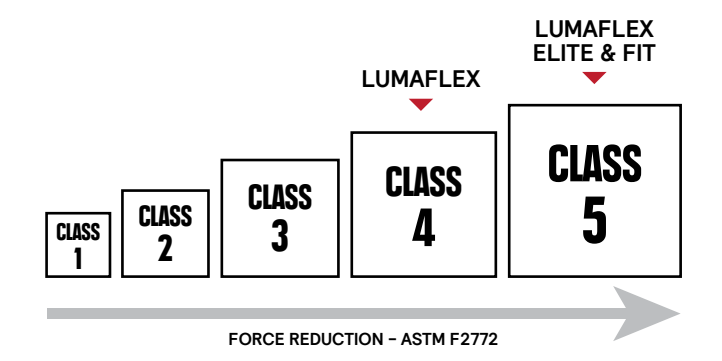 LUMAFLEX
ELITE & FIT
LUMAFLEX
CLASS
1
CLASS
2
CLASS
3
CLASS
4
CLASS
5
FORCE REDUCTION – ASTM F2772